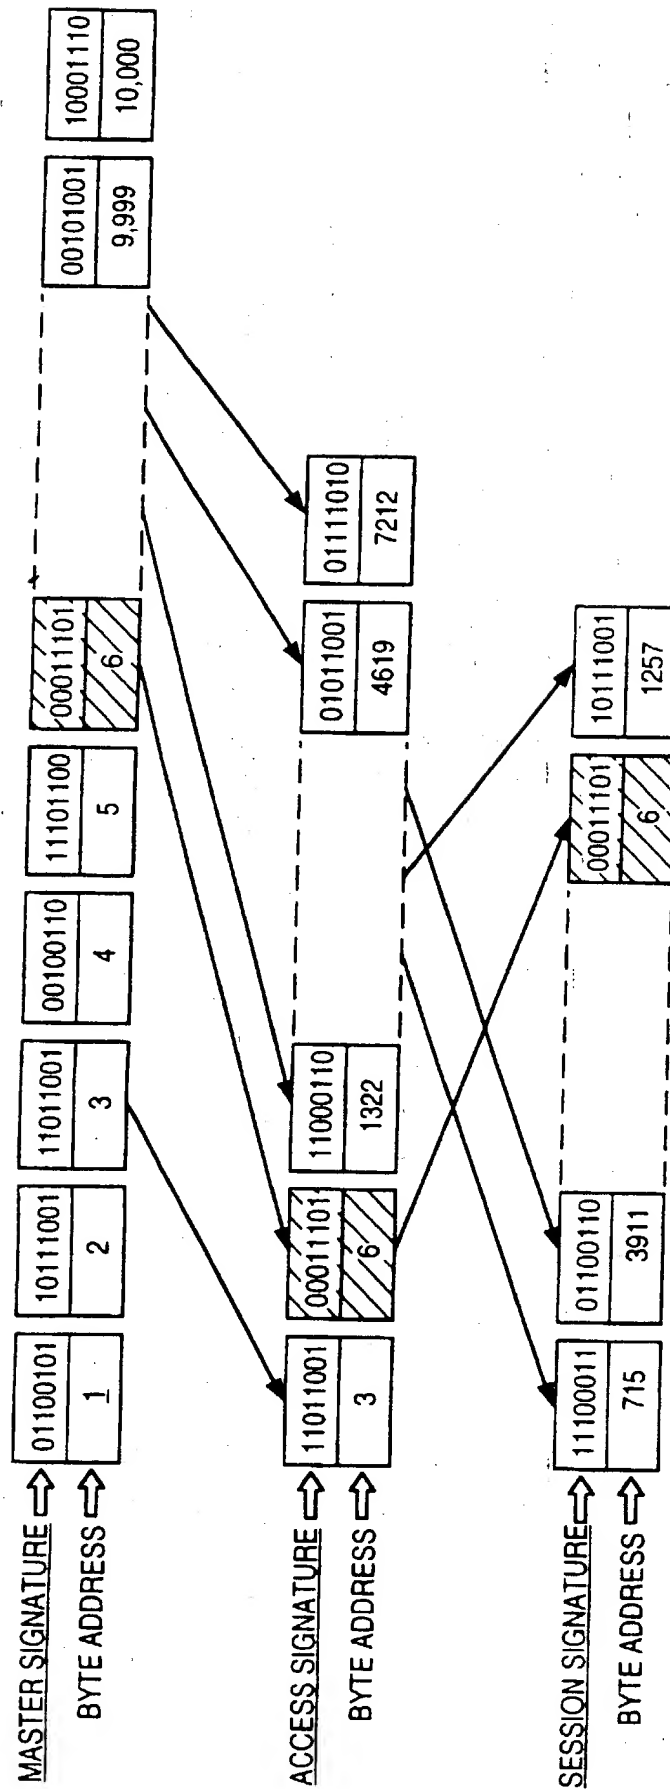 MASTER SIGNATURE 01100101 10111001 11011001 00100110 11101100 00011101 00101001 10001110
BYTE ADDRESS 1 2 3 4 5 6 9,999 10,000
ACCESS SIGNATURE 11011001 00011101 11000110 01011001 01111010
BYTE ADDRESS 3 6 1322 4619 7212
SESSION SIGNATURE 11100011 01100110 00011101 10111001
BYTE ADDRESS 715 3911 6 1257